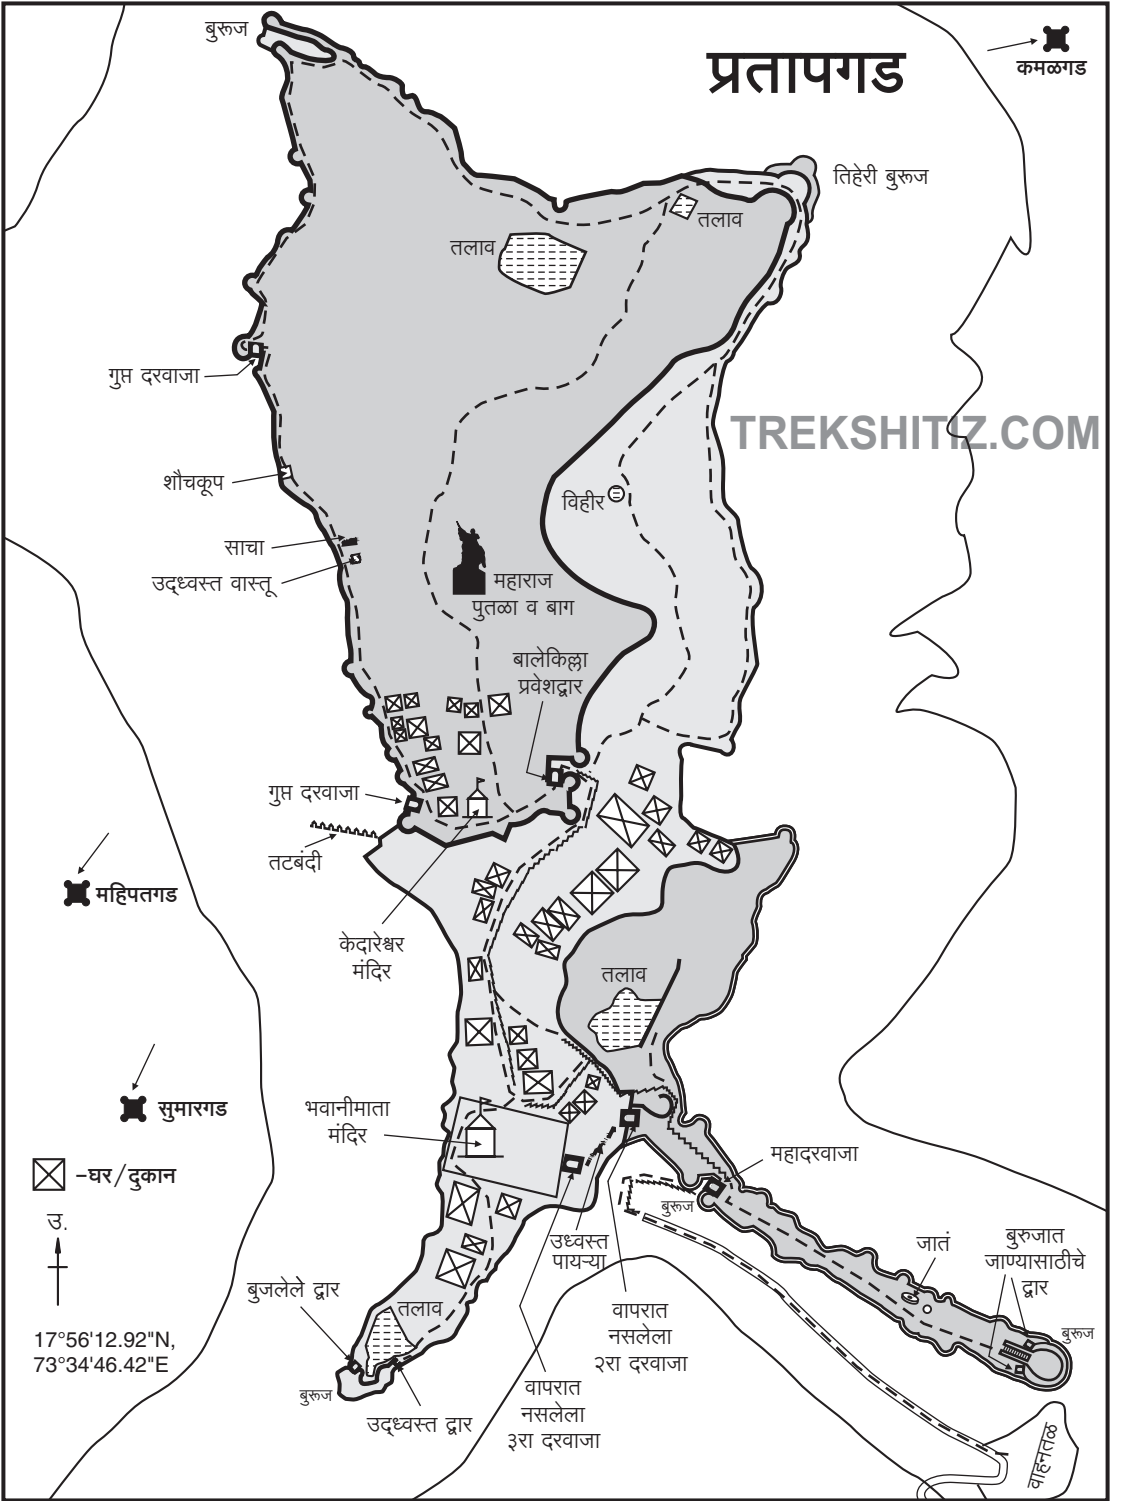 बुरूज
प्रतापगड
कमळगड
तिहेरी बुरूज
तलाव
तलाव
गुप्त दरवाजा
TREKSHITIZ.COM
शौचकूप
विहीर
साचा
उद्ध्वस्त वास्तू
महाराज
पुतळा व बाग
बालेकिल्ला
प्रवेशद्वार
गुप्त दरवाजा
तटबंदी
महिपतगड
केदारेश्वर
मंदिर
तलाव
सुमारगड
भवानीमाता
मंदिर
महादरवाजा
-घर/दुकान
बुरूज
उ.
उध्वस्त
पायऱ्या
जातं
बुरुजात
जाण्यासाठीचे
द्वार
बुजलेले द्वार
तलाव
वापरात
नसलेला
२रा दरवाजा
17°56'12.92"N,
73°34'46.42"E
बुरूज
बुरूज
वापरात
नसलेला
३रा दरवाजा
उद्ध्वस्त द्वार
वाहनतळ